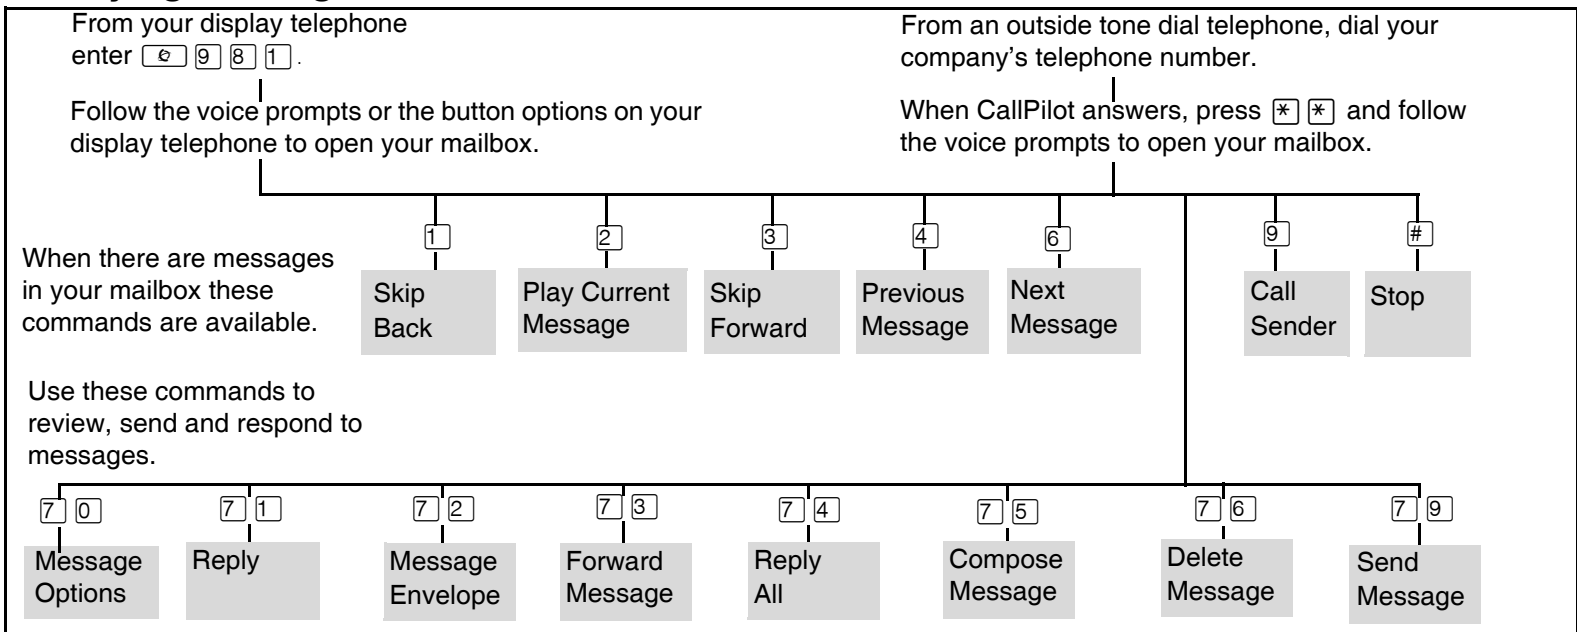 From your display telephone
enter 9 8 1 .
Follow the voice prompts or the button options on your
display telephone to open your mailbox.
From an outside tone dial telephone, dial your
company's telephone number.
When CallPilot answers, press * * and follow
the voice prompts to open your mailbox.
When there are messages
in your mailbox these
commands are available.
1
Skip
Back
2
Play Current
Message
3
Skip
Forward
4
Previous
Message
6
Next
Message
9
Call
Sender
#
Stop
Use these commands to
review, send and respond to
messages.
7 0
Message
Options
7 1
Reply
7 2
Message
Envelope
7 3
Forward
Message
7 4
Reply
All
7 5
Compose
Message
7 6
Delete
Message
7 9
Send
Message